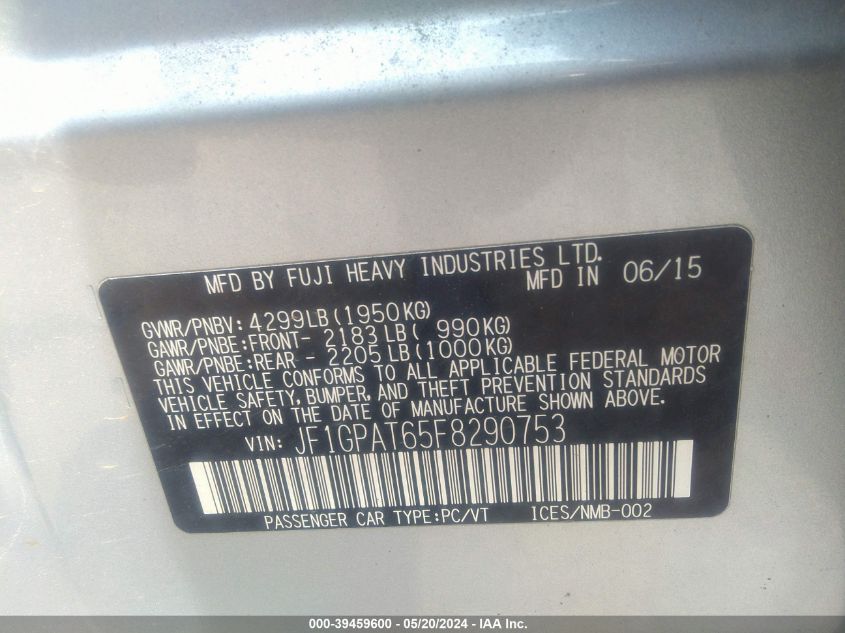 MFD BY FUJI HEAVY INDUSTRIES LTD.
MFD IN 06/15
GVWR/PNBV: 4299LB(1950KG)
GAWR/PNBE:FRONT- 2183LB( 990KG)
GAWR/PNBE:REAR - 2205LB(1000KG)
THIS VEHICLE CONFORMS TO ALL APPLICABLE FEDERAL MOTOR
VEHICLE SAFETY, BUMPER, AND THEFT PREVENTION STANDARDS
IN EFFECT ON THE DATE OF MANUFACTURE SHOWN ABOVE.
VIN: JF1GPAT65F8290753
PASSENGER CAR TYPE:PC/VT ICES/NMB-002
000-39459600 - 05/20/2024 - IAA Inc.